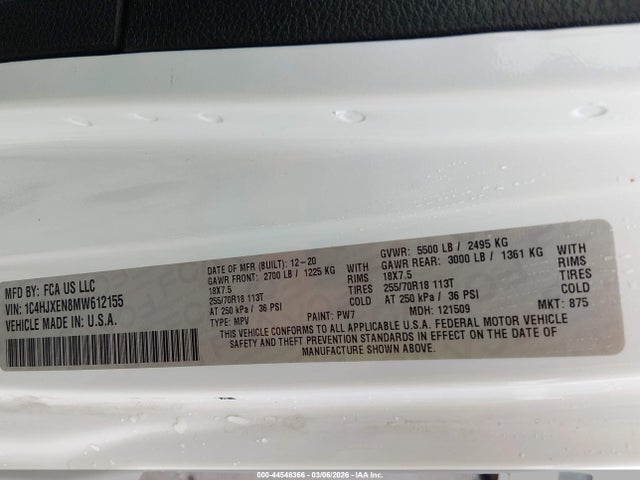 MFD BY: FCA US LLC
VIN: 1C4HJXEN8MW612155
VEHICLE MADE IN: U.S.A.
DATE OF MFR (BUILT): 12-20
GAWR FRONT: 2700 LB / 1225 KG WITH
18X7.5 RIMS
255/70R18 113T TIRES
AT 250 kPa / 36 PSI COLD
TYPE: MPV PAINT: PW7
GVWR: 5500 LB / 2495 KG
GAWR REAR: 3000 LB / 1361 KG WITH
18X7.5 RIMS
255/70R18 113T TIRES
AT 250 kPa / 36 PSI COLD
MDH: 121509 MKT: 875
THIS VEHICLE CONFORMS TO ALL APPLICABLE U.S.A. FEDERAL MOTOR VEHICLE
SAFETY AND THEFT PREVENTION STANDARDS IN EFFECT ON THE DATE OF
MANUFACTURE SHOWN ABOVE.
000-44548366 - 03/06/2026 - IAA Inc.